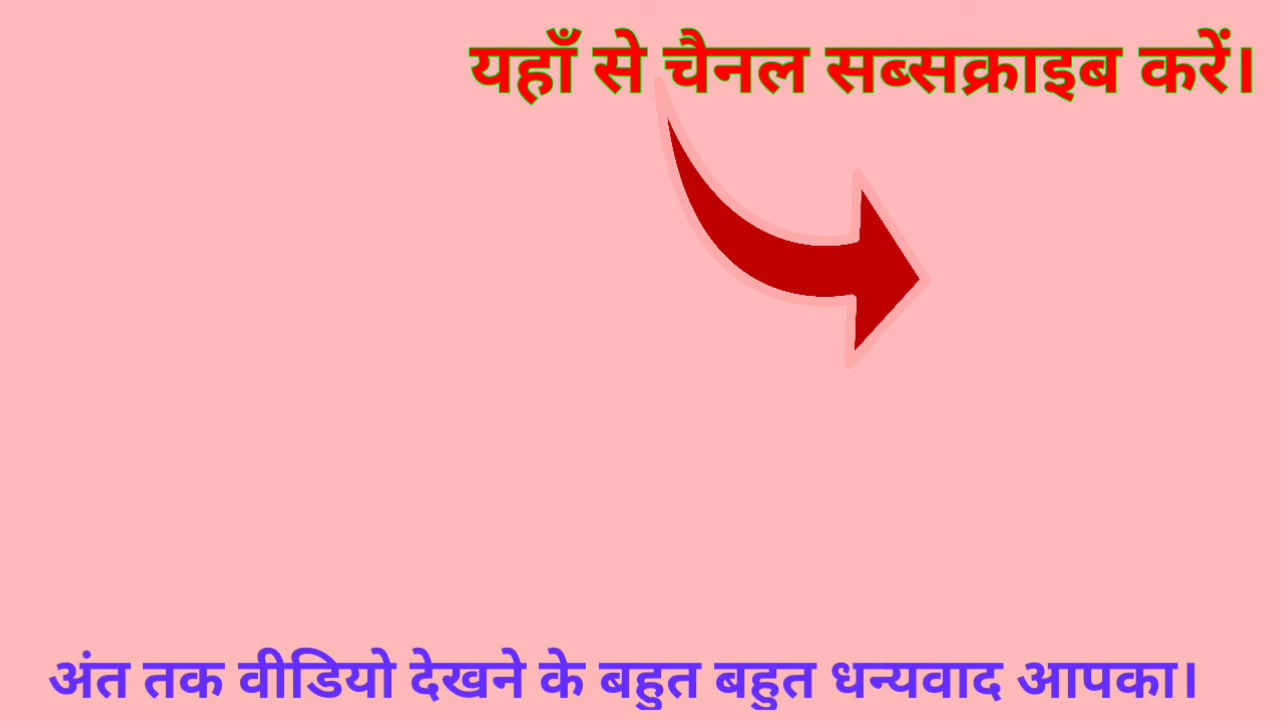 यहाँ से चैनल सब्सक्राइब करें।
अंत तक वीडियो देखने के बहुत बहुत धन्यवाद आपका।